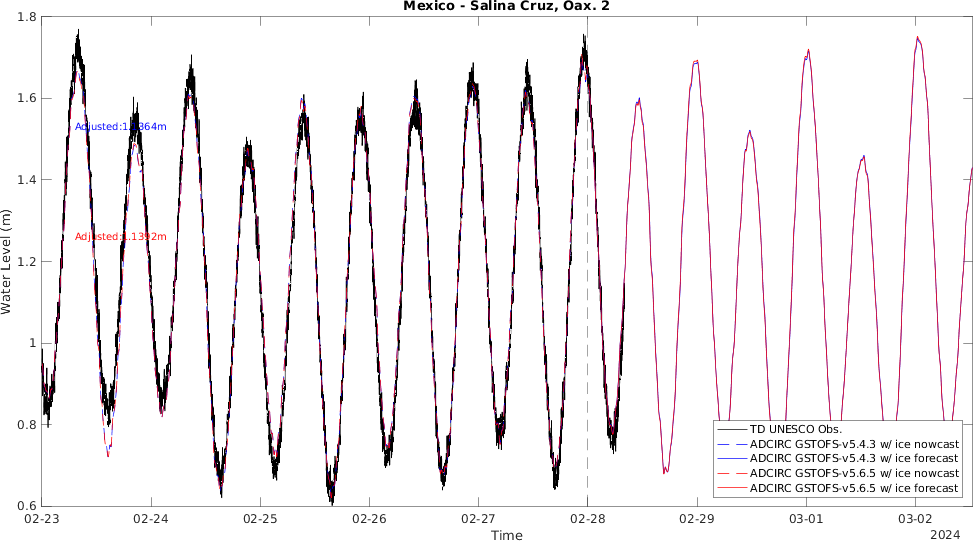 Mexico - Salina Cruz, Oax. 2
1.8
1.6
1.4
1.2
1
0.8
0.6
Water Level (m)
Adjusted:1.1392m
TD UNESCO Obs.
ADCIRC GSTOFS-v5.4.3 w/ ice nowcast
ADCIRC GSTOFS-v5.4.3 w/ ice forecast
ADCIRC GSTOFS-v5.6.5 w/ ice nowcast
ADCIRC GSTOFS-v5.6.5 w/ ice forecast
02-23 02-24 02-25 02-26 02-27 02-28 02-29 03-01 03-02
Time
2024